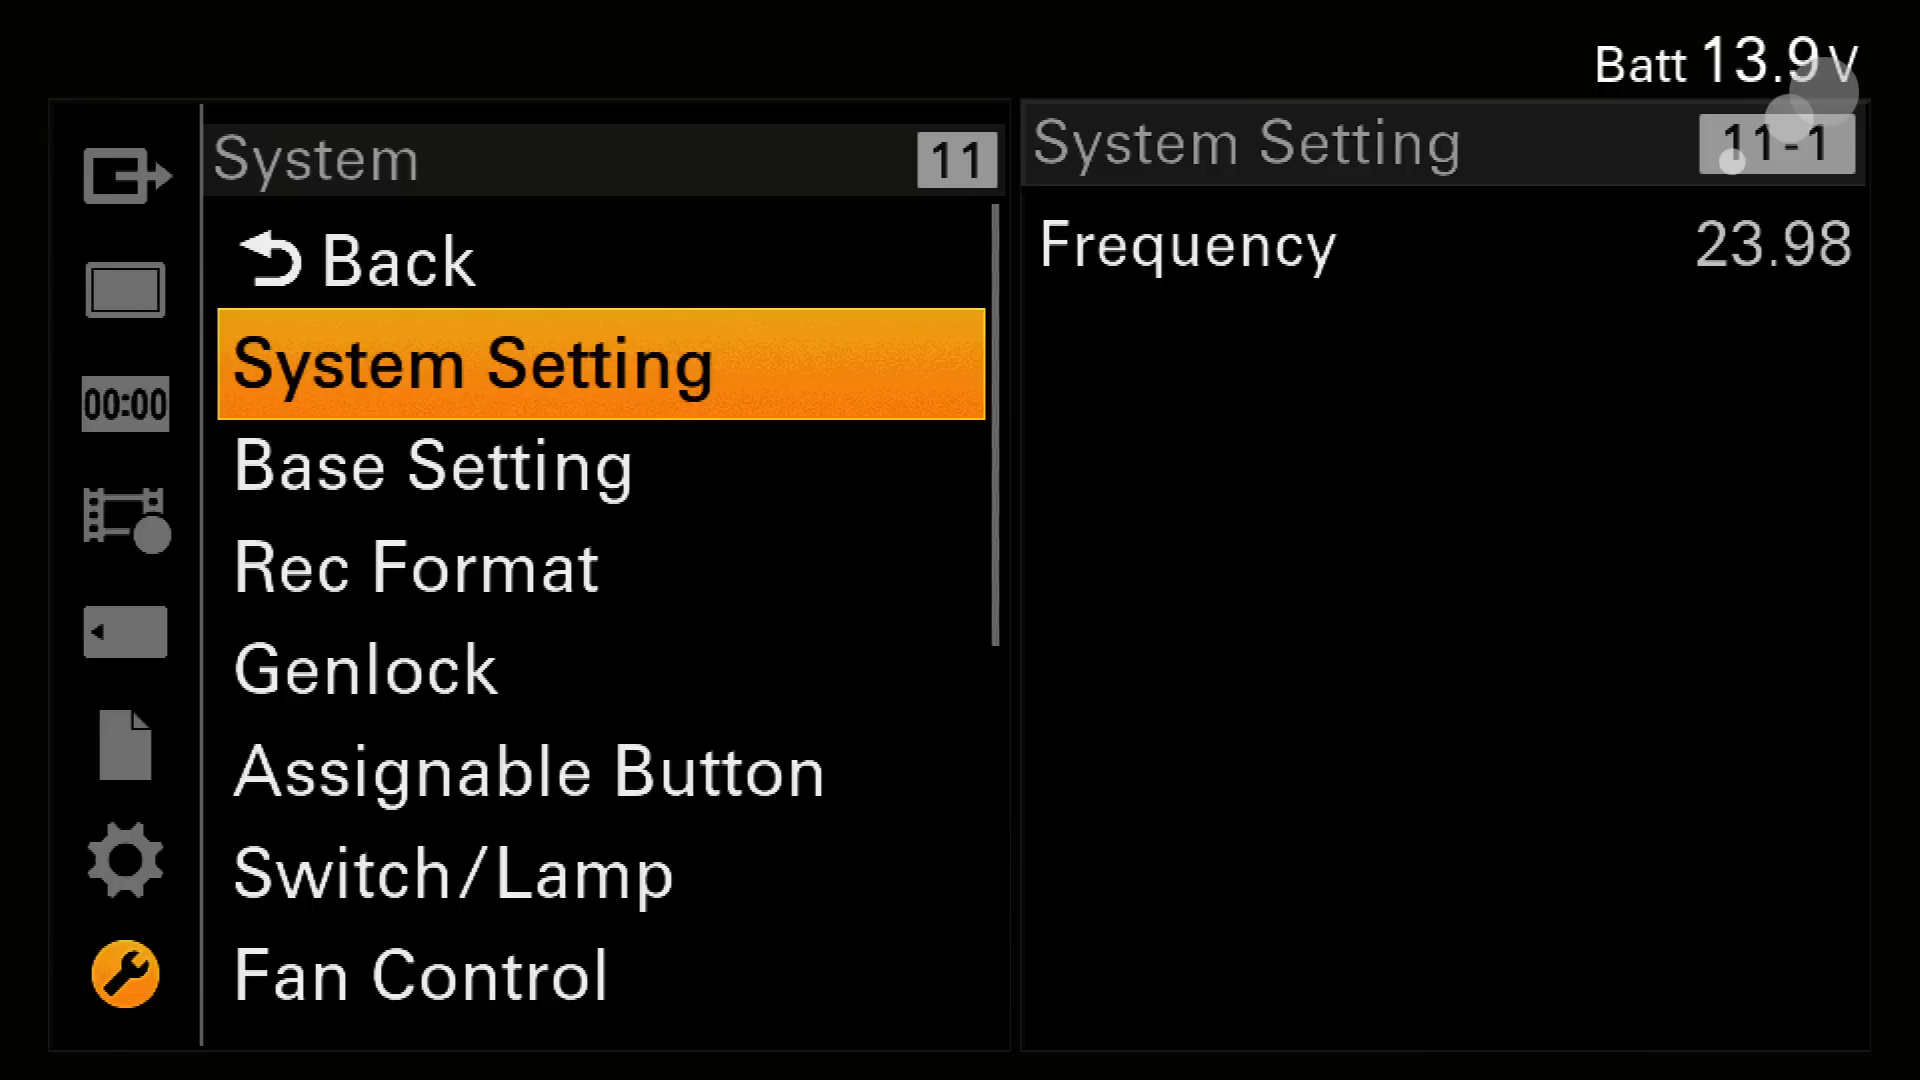 Batt 13.9 V
System 11
System Setting 11-1
Back
Frequency 23.98
System Setting
Base Setting
00:00
Rec Format
Genlock
Assignable Button
Switch/Lamp
Fan Control